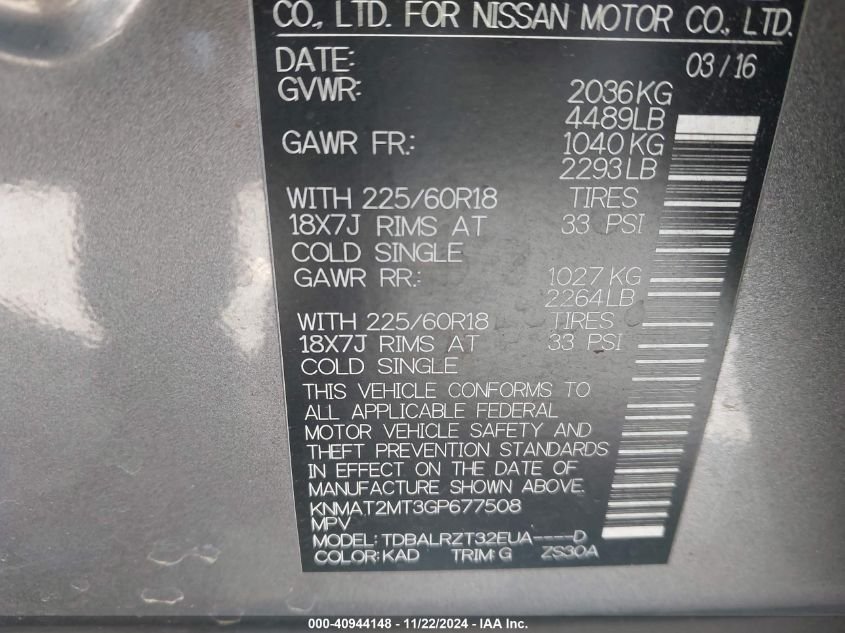 CO., LTD. FOR NISSAN MOTOR CO., LTD.
DATE: 03/16
GVWR: 2036KG
4489LB
GAWR FR.: 1040KG
2293LB
WITH 225/60R18 TIRES
18X7J RIMS AT 33 PSI
COLD SINGLE
GAWR RR.: 1027KG
2264LB
WITH 225/60R18 TIRES
18X7J RIMS AT 33 PSI
COLD SINGLE
THIS VEHICLE CONFORMS TO
ALL APPLICABLE FEDERAL
MOTOR VEHICLE SAFETY AND
THEFT PREVENTION STANDARDS
IN EFFECT ON THE DATE OF
MANUFACTURE SHOWN ABOVE.
KNMAT2MT3GP677508
MPV
MODEL: TDBALRZT32EUA----D
COLOR: KAD TRIM: G ZS30A
000-40944148 - 11/22/2024 - IAA Inc.